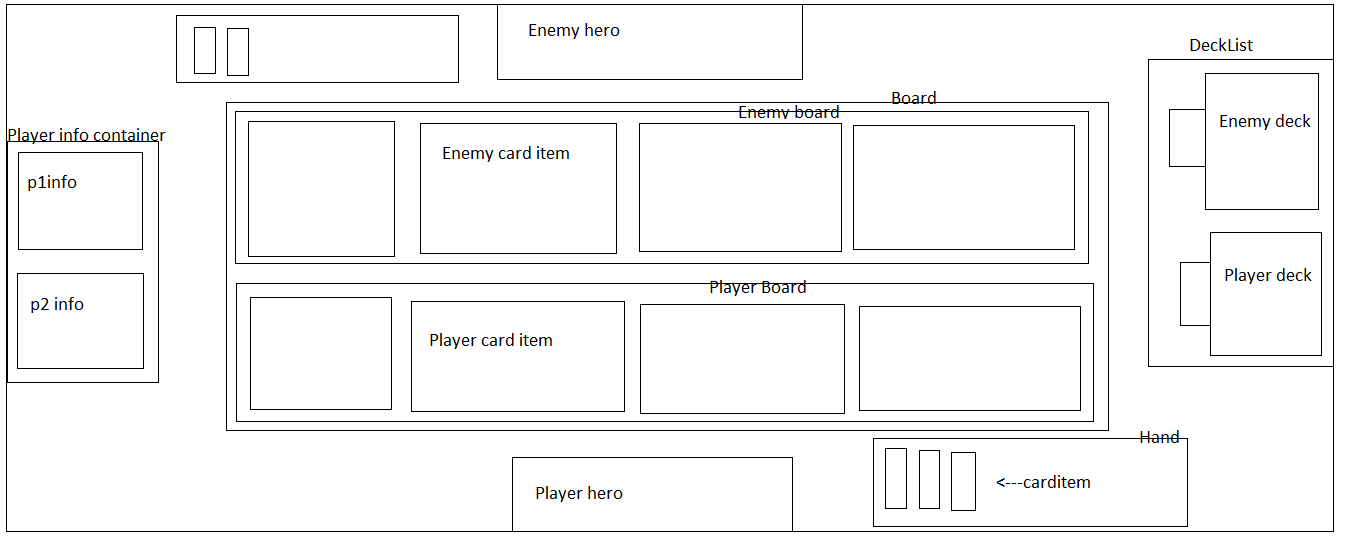 Enemy hero
DeckList
Board
Enemy board
Enemy deck
Player info container
Enemy card item
p1info
Player deck
Player Board
p2 info
Player card item
Hand
<---carditem
Player hero